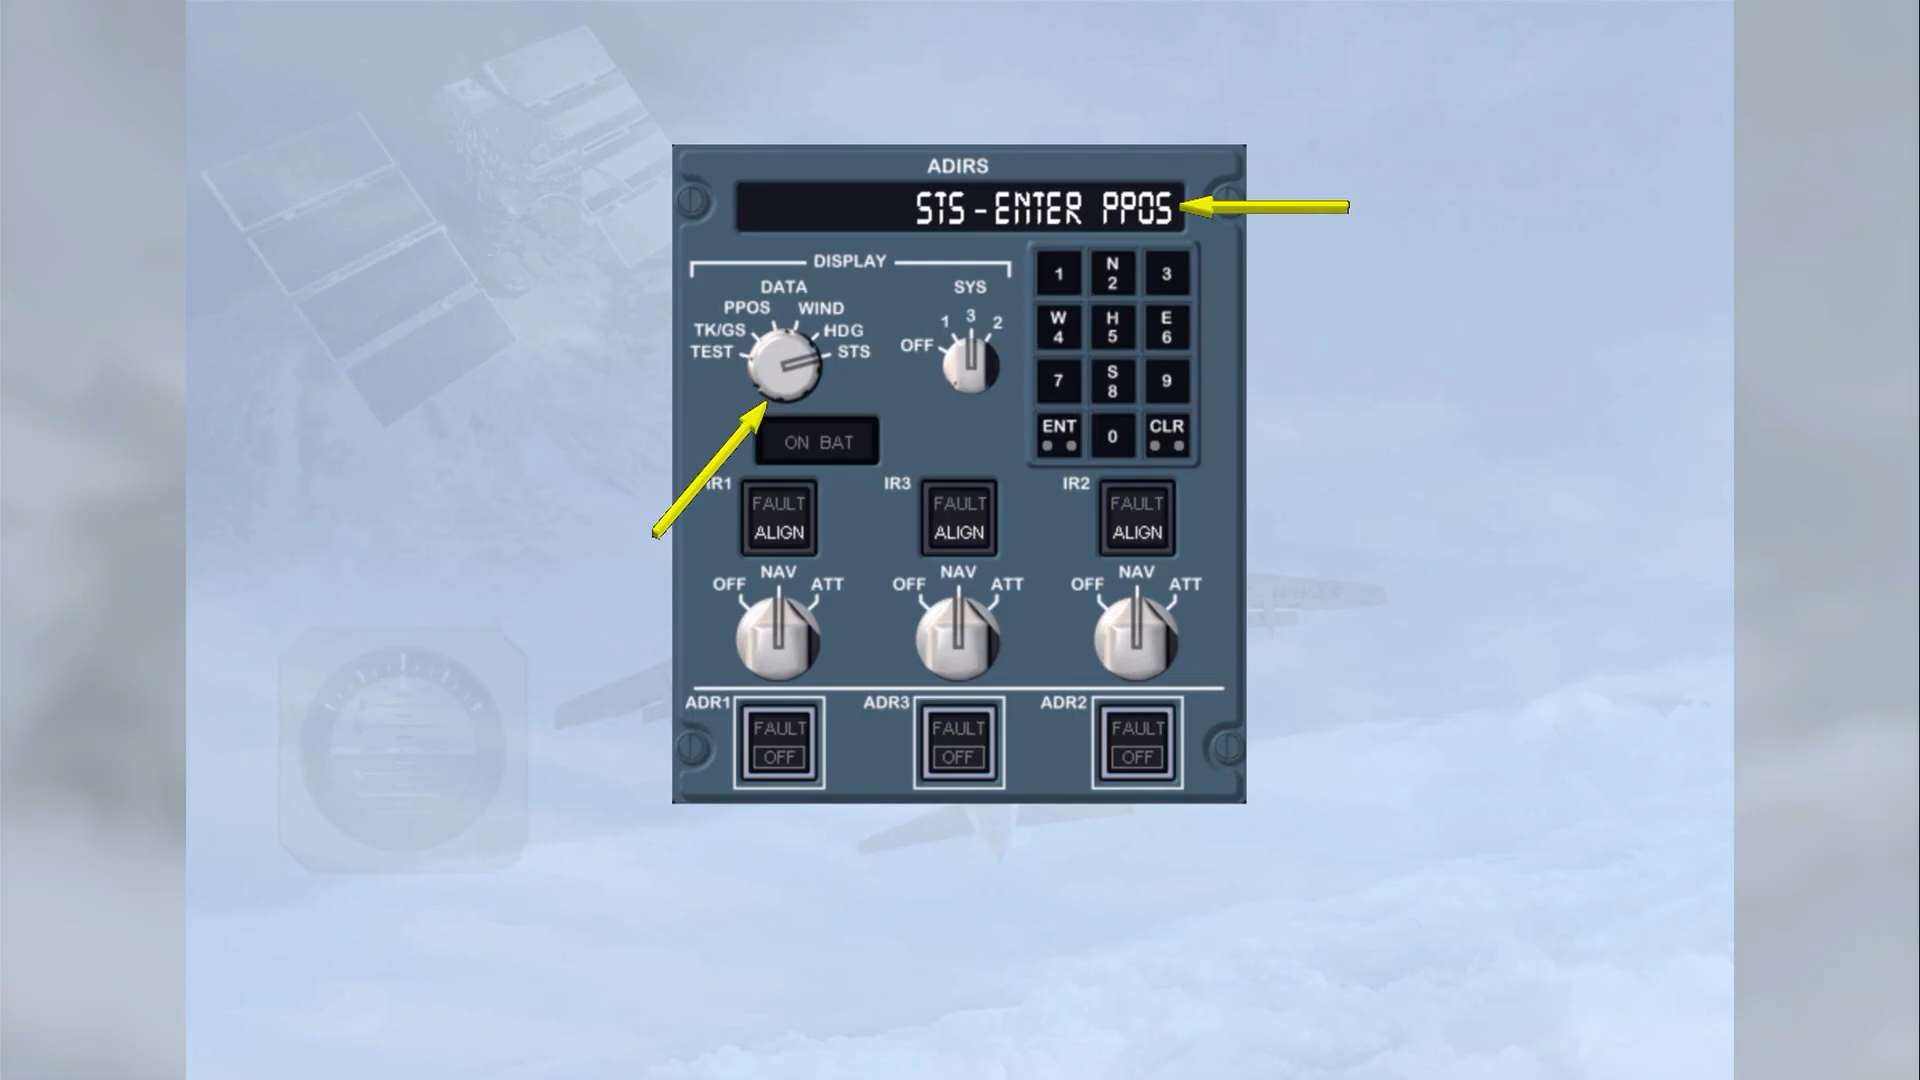 ADIRS
STS-ENTER PPOS
DISPLAY
DATA
SYS
PPOS
WIND
TK/GS
HDG
TEST
STS
OFF
1
3
2
1
N
2
3
W
4
H
5
E
6
7
S
8
9
ENT
0
CLR
ON BAT
IR1
FAULT
ALIGN
IR3
FAULT
ALIGN
IR2
FAULT
ALIGN
OFF NAV ATT
OFF NAV ATT
OFF NAV ATT
ADR1
FAULT
OFF
ADR3
FAULT
OFF
ADR2
FAULT
OFF